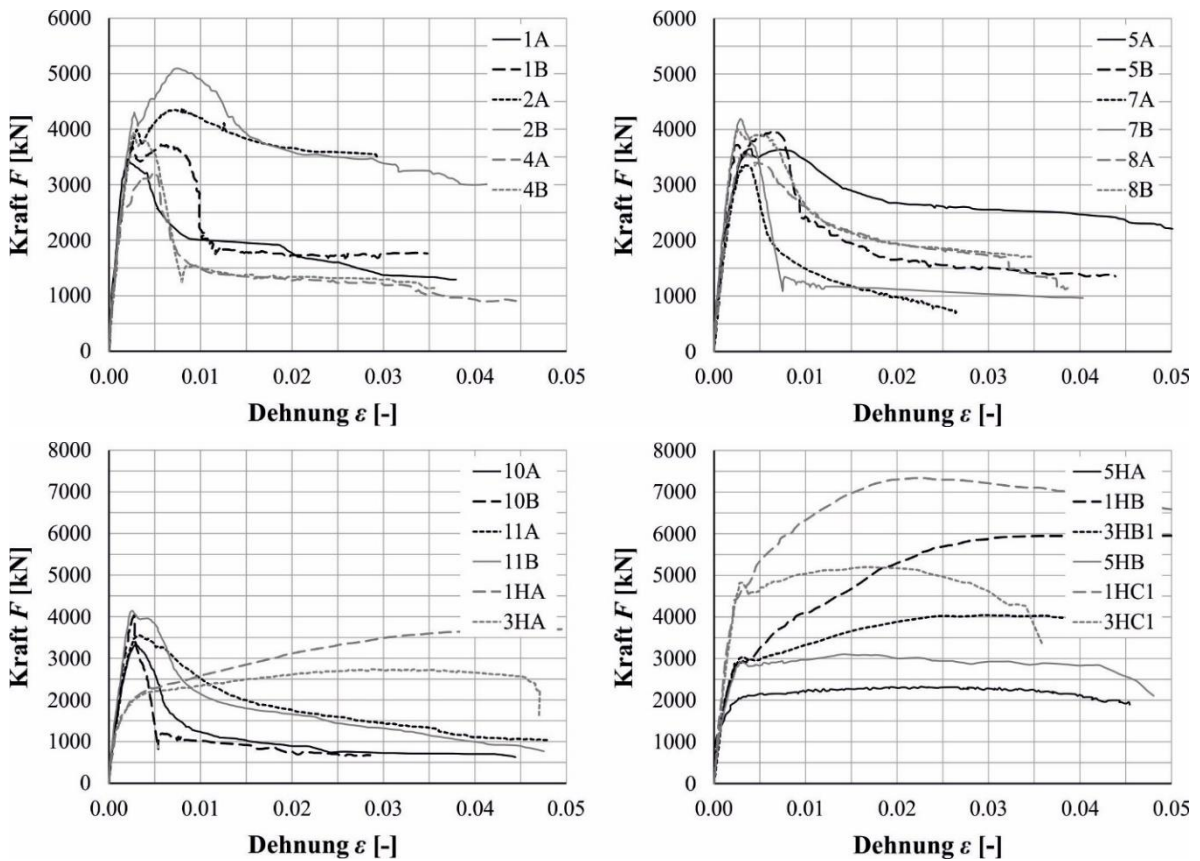 Kraft F [kN]
6000
5000
4000
3000
2000
1000
0
0.00 0.01 0.02 0.03 0.04 0.05
Dehnung ε [-]
1A
1B
2A
2B
4A
4B
Kraft F [kN]
6000
5000
4000
3000
2000
1000
0
0.00 0.01 0.02 0.03 0.04 0.05
Dehnung ε [-]
5A
5B
7A
7B
8A
8B
Kraft F [kN]
8000
7000
6000
5000
4000
3000
2000
1000
0
0.00 0.01 0.02 0.03 0.04 0.05
Dehnung ε [-]
10A
10B
11A
11B
1HA
3HA
Kraft F [kN]
8000
7000
6000
5000
4000
3000
2000
1000
0
0.00 0.01 0.02 0.03 0.04 0.05
Dehnung ε [-]
5HA
1HB
3HB1
5HB
1HC1
3HC1